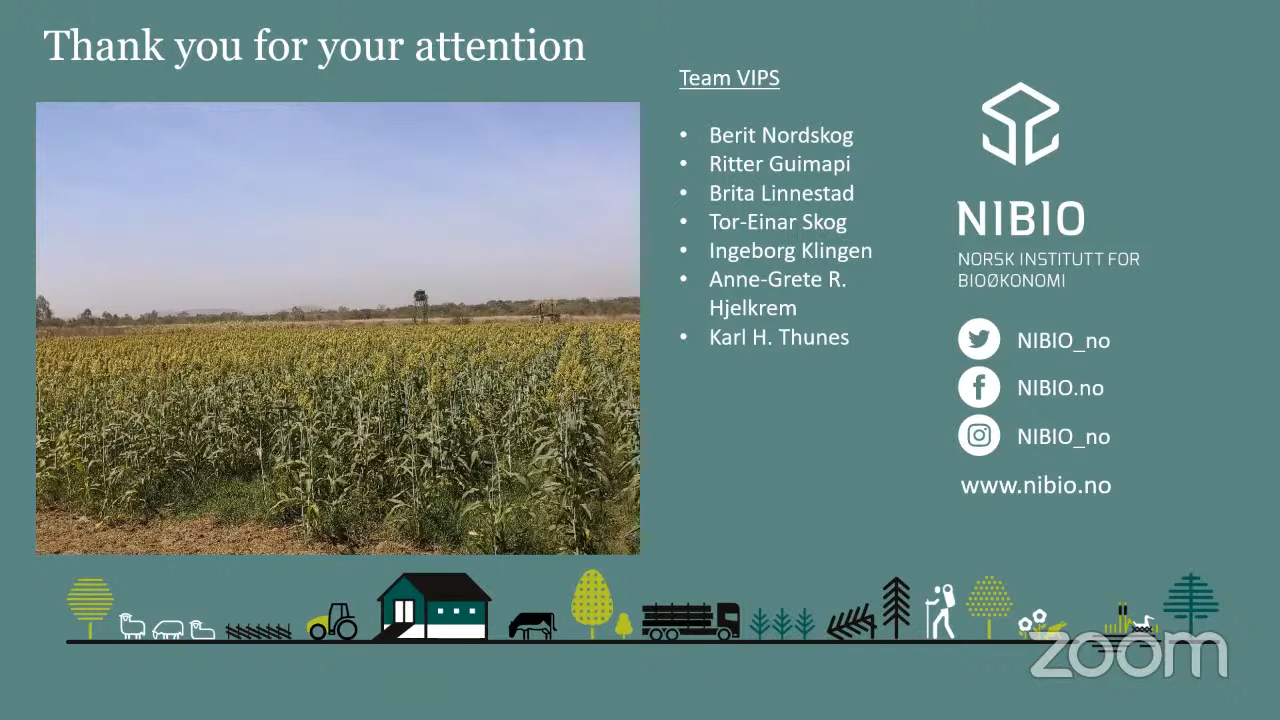 Thank you for your attention
Team VIPS
• Berit Nordskog
• Ritter Guimapi
• Brita Linnestad
• Tor-Einar Skog
• Ingeborg Klingen
• Anne-Grete R.
Hjelkrem
• Karl H. Thunes
NIBIO
NORSK INSTITUTT FOR
BIOØKONOMI
NIBIO_no
NIBIO.no
NIBIO_no
www.nibio.no
zoom